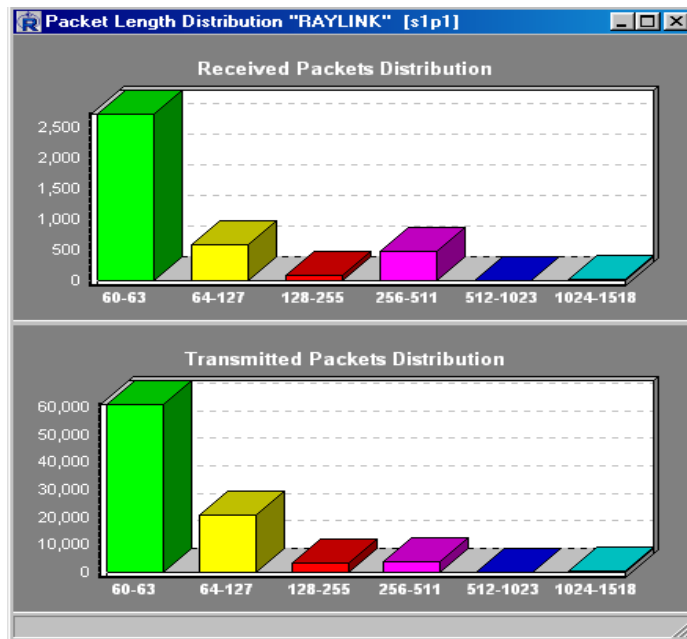 Packet Length Distribution "RAYLINK" [s1p1]
Received Packets Distribution
2,500
2,000
1,500
1,000
500
0
60-63 64-127 128-255 256-511 512-1023 1024-1518
Transmitted Packets Distribution
60,000
50,000
40,000
30,000
20,000
10,000
0
60-63 64-127 128-255 256-511 512-1023 1024-1518